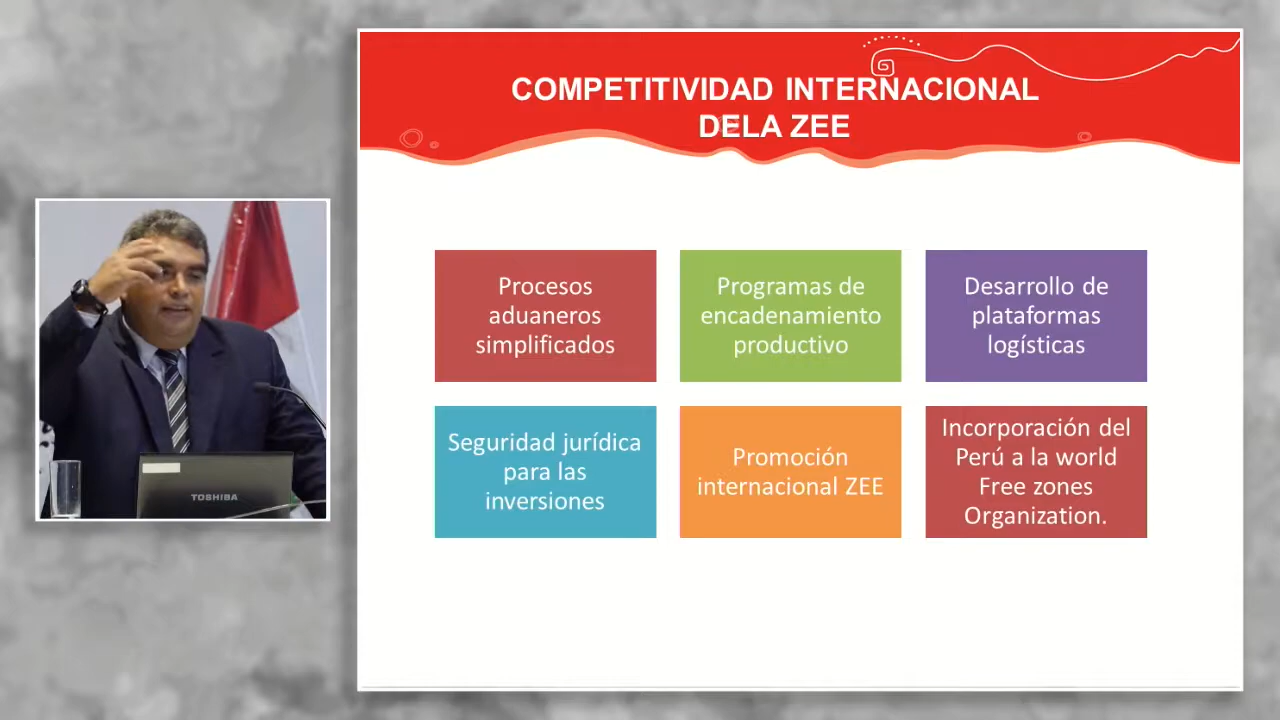 COMPETITIVIDAD INTERNACIONAL
DELA ZEE
Procesos
aduaneros
simplificados
Programas de
encadenamiento
productivo
Desarrollo de
plataformas
logísticas
Seguridad jurídica
para las
inversiones
Promoción
internacional ZEE
Incorporación del
Perú a la world
Free zones
Organization.
TOSHIBA